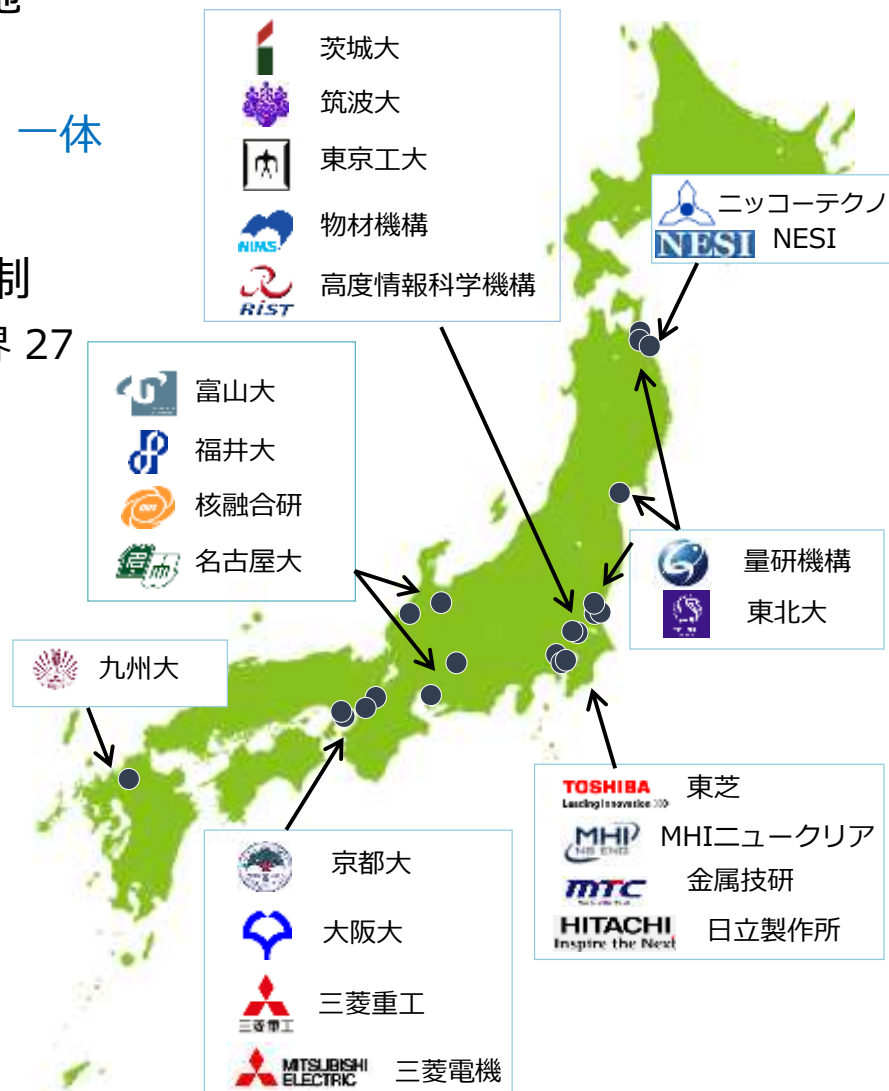 一体
制
界 27
茨城大
筑波大
東京工大
NIMS 物材機構
RIST 高度情報科学機構
ニッコーテクノ
NESI NESI
富山大
福井大
核融合研
名古屋大
量研機構
東北大
九州大
TOSHIBA 東芝
Leading Innovation >>>
MHI MHIニュークリア
NS ENG
MTC 金属技研
HITACHI 日立製作所
Inspire the Next
京都大
大阪大
三菱重工
三菱重工
MITSUBISHI ELECTRIC 三菱電機